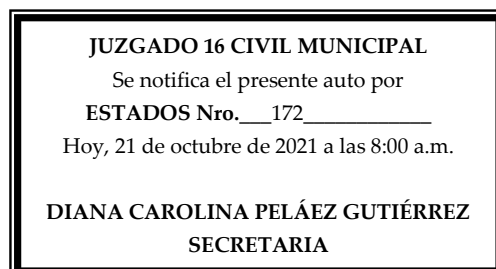 JUZGADO 16 CIVIL MUNICIPAL
Se notifica el presente auto por
ESTADOS Nro.___172____________
Hoy, 21 de octubre de 2021 a las 8:00 a.m.
DIANA CAROLINA PELÁEZ GUTIÉRREZ
SECRETARIA